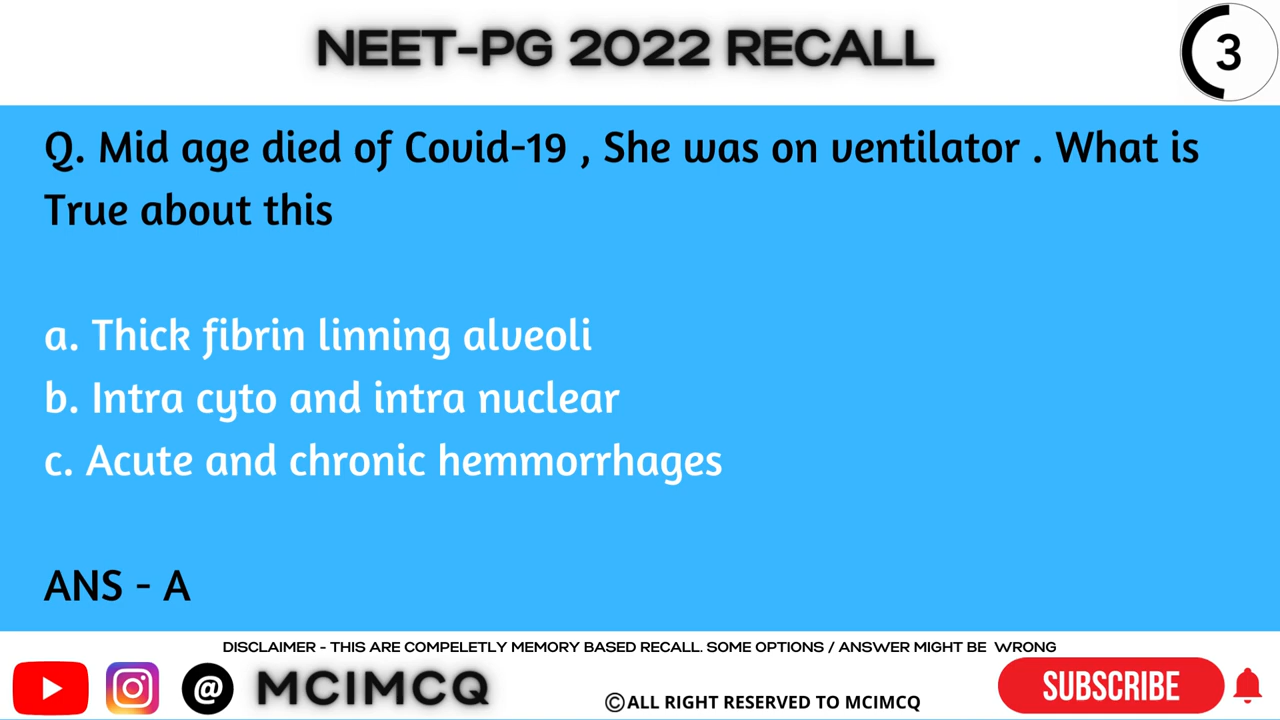 NEET-PG 2022 RECALL
3
Q. Mid age died of Covid-19 , She was on ventilator . What is
True about this
a. Thick fibrin linning alveoli
b. Intra cyto and intra nuclear
c. Acute and chronic hemmorrhages
ANS - A
DISCLAIMER - THIS ARE COMPELETLY MEMORY BASED RECALL. SOME OPTIONS / ANSWER MIGHT BE WRONG
@ MCIMCQ
©ALL RIGHT RESERVED TO MCIMCQ
SUBSCRIBE